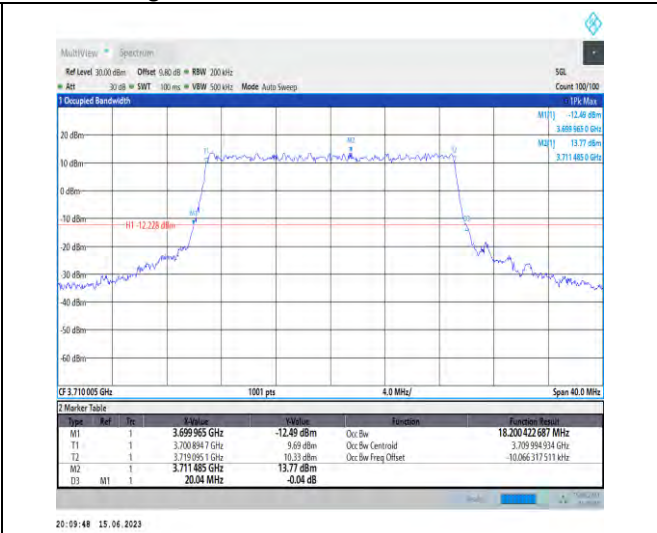 MultiView Spectrum
Ref Level 30.00 dBm Offset 9.80 dB RBW 200 kHz SGL
Att 30 dB SWT 100 ms VBW 500 kHz Mode Auto Sweep Count 100/100
1 Occupied Bandwidth 1Pk Max
M1[1] -12.49 dBm
3.699 965 0 GHz
M2[1] 13.77 dBm
3.711 485 0 GHz
20 dBm
M2
T1 T2
10 dBm
0 dBm
-10 dBm
M1 D3
H1 -12.228 dBm
-20 dBm
-30 dBm
-40 dBm
-50 dBm
-60 dBm
CF 3.710 005 GHz 1001 pts 4.0 MHz/ Span 40.0 MHz
2 Marker Table
Type Ref Trc X-Value Y-Value Function Function Result
M1 1 3.699 965 GHz -12.49 dBm Occ Bw 18.200 422 687 MHz
T1 1 3.700 894 7 GHz 9.69 dBm Occ Bw Centroid 3.709 994 934 GHz
T2 1 3.719 095 1 GHz 10.33 dBm Occ Bw Freq Offset -10.066 317 511 kHz
M2 1 3.711 485 GHz 13.77 dBm
D3 M1 1 20.04 MHz -0.04 dB
20:09:48 15.06.2023